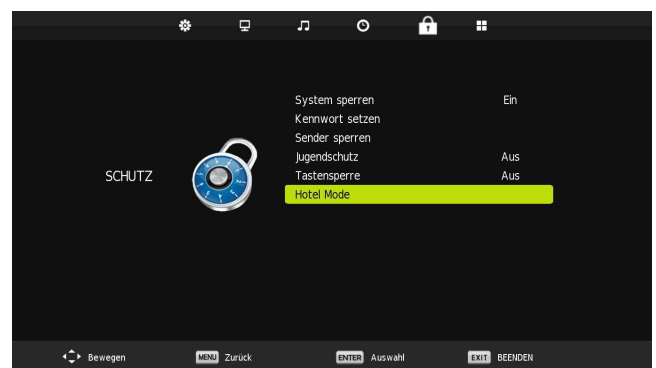 System sperren Ein
Kennwort setzen
Sender sperren
Jugendschutz Aus
SCHUTZ
Tastensperre Aus
Hotel Mode
Bewegen MENU Zurück ENTER Auswahl EXIT BEENDEN